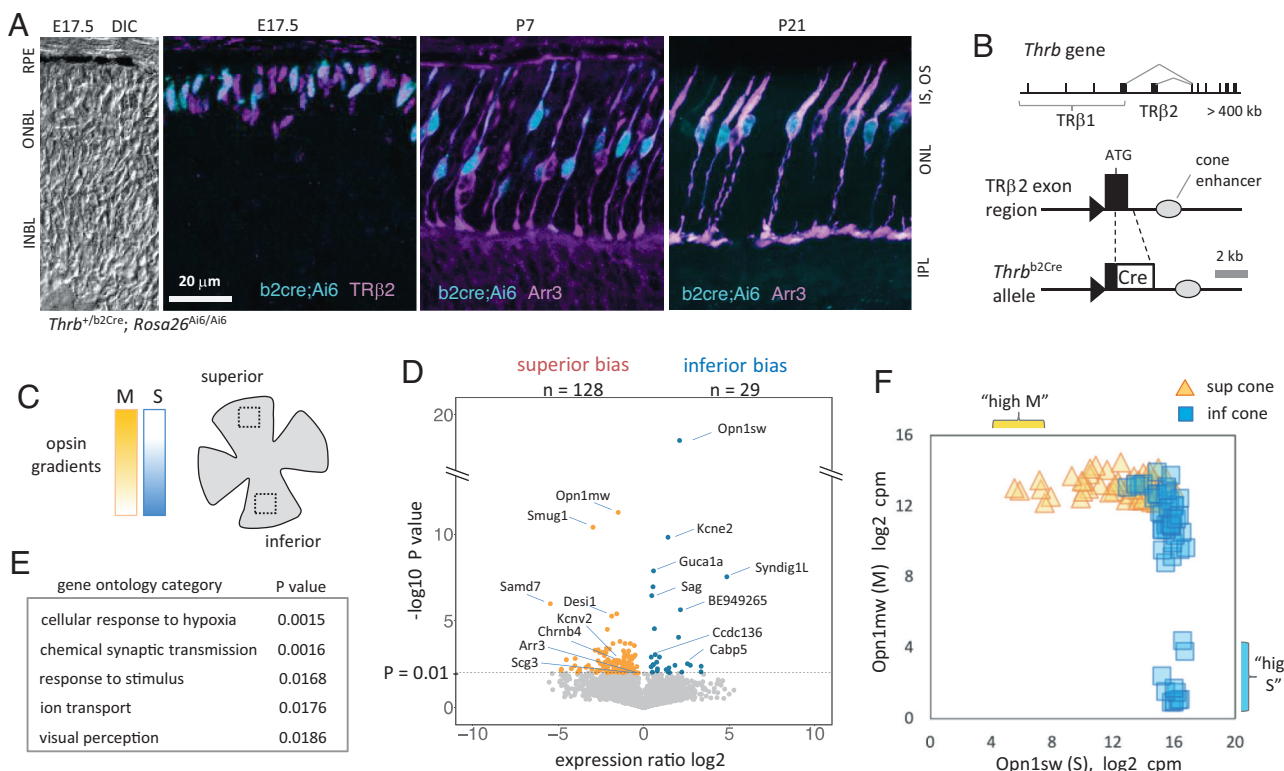 A
E17.5 DIC
E17.5
P7
P21
RPE
ONBL
INBL
IS, OS
ONL
IPL
20 µm
b2cre;Ai6 TRβ2
b2cre;Ai6 Arr3
b2cre;Ai6 Arr3
Thrb+/b2Cre; Rosa26Ai6/Ai6
B
Thrb gene
TRβ1
TRβ2
> 400 kb
ATG
TRβ2 exon
region
cone
enhancer
2 kb
Thrbb2Cre
allele
Cre
C
M S
opsin
gradients
superior
inferior
D
superior bias
n = 128
inferior bias
n = 29
20
10
5
P = 0.01
0
-log10 P value
Opn1sw
Opn1mw
Smug1
Kcne2
Guca1a
Syndig1L
Samd7
Sag
Desi1
BE949265
Kcnv2
Chrnb4
Ccdc136
Arr3
Cabp5
Scg3
−10 −5 0 5 10
expression ratio log2
E
gene ontology category P value
cellular response to hypoxia 0.0015
chemical synaptic transmission 0.0016
response to stimulus 0.0168
ion transport 0.0176
visual perception 0.0186
F
sup cone
inf cone
“high M”
16
12
8
4
0
Opn1mw (M) log2 cpm
“hig
S”
0 4 8 12 16 20
Opn1sw (S), log2 cpm